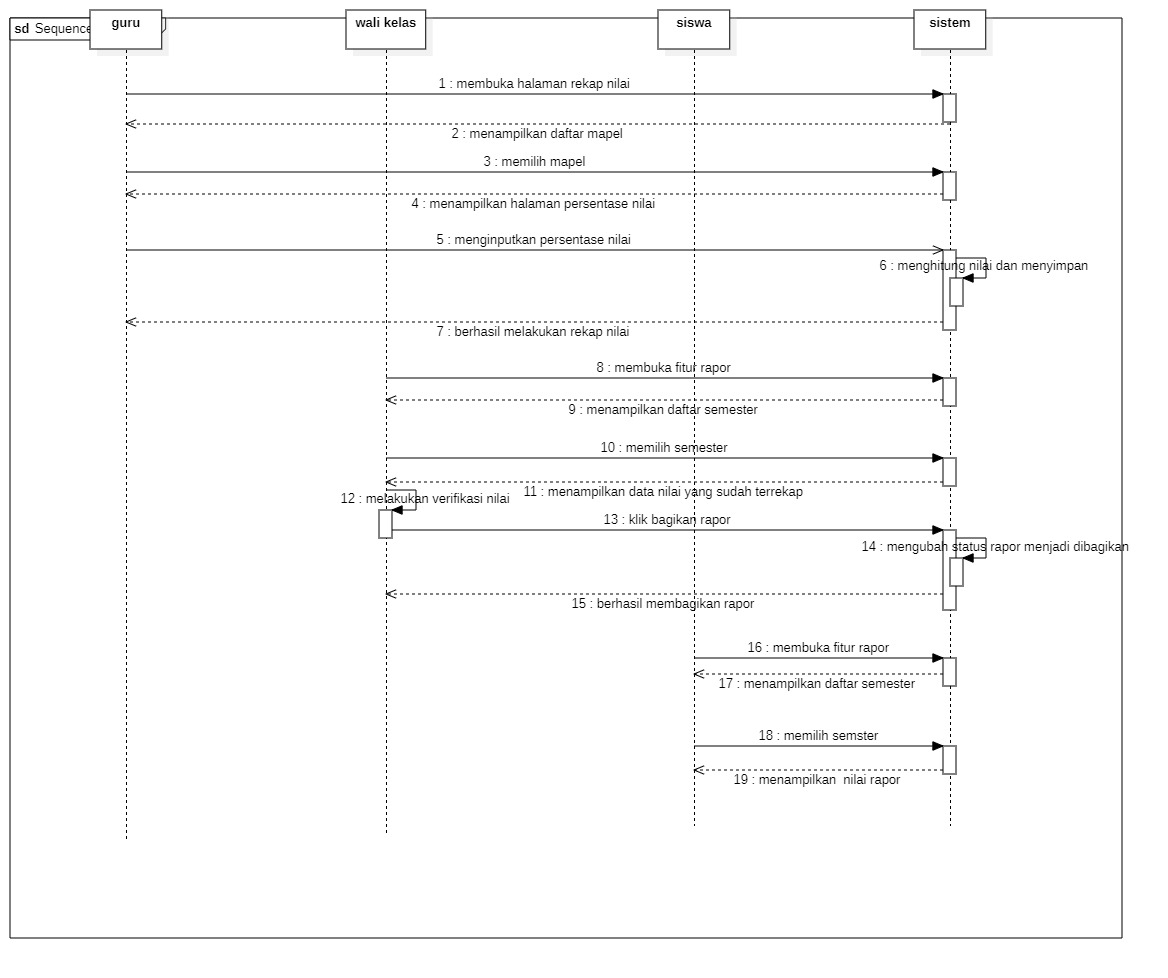 sd Sequence
guru
wali kelas
siswa
sistem
1 : membuka halaman rekap nilai
2 : menampilkan daftar mapel
3 : memilih mapel
4 : menampilkan halaman persentase nilai
5 : menginputkan persentase nilai
6 : menghitung nilai dan menyimpan
7 : berhasil melakukan rekap nilai
8 : membuka fitur rapor
9 : menampilkan daftar semester
10 : memilih semester
11 : menampilkan data nilai yang sudah terrekap
12 : melakukan verifikasi nilai
13 : klik bagikan rapor
14 : mengubah status rapor menjadi dibagikan
15 : berhasil membagikan rapor
16 : membuka fitur rapor
17 : menampilkan daftar semester
18 : memilih semster
19 : menampilkan  nilai rapor